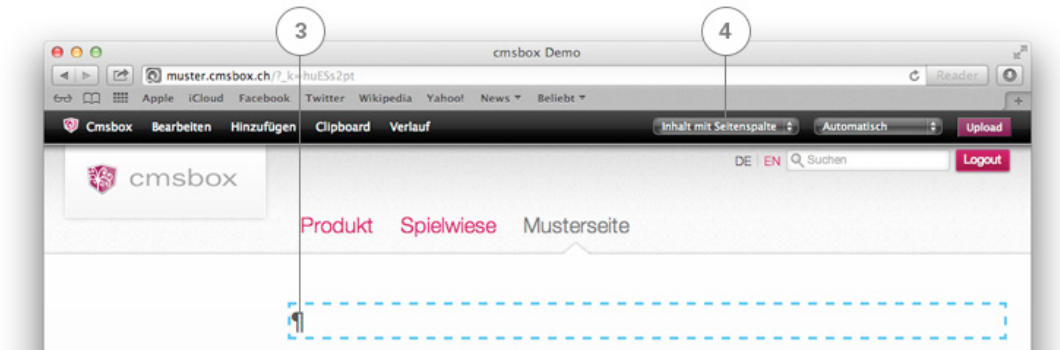 3 4
cmsbox Demo
muster.cmsbox.ch/?_k=huESs2pt Reader
Apple iCloud Facebook Twitter Wikipedia Yahoo! News Beliebt
Cmsbox Bearbeiten Hinzufügen Clipboard Verlauf Inhalt mit Seitenspalte Automatisch Upload
DE EN Suchen Logout
cmsbox
Produkt Spielwiese Musterseite
¶